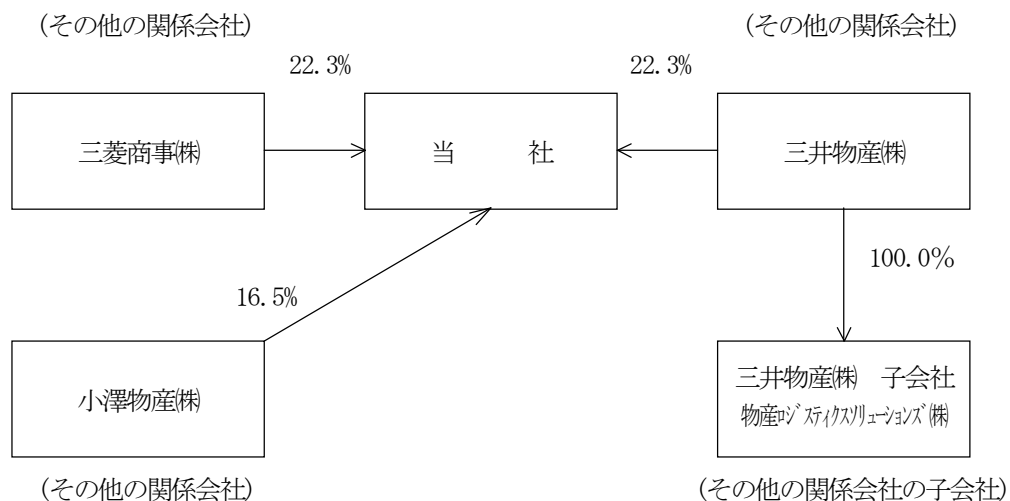 (その他の関係会社)
(その他の関係会社)
22.3%
22.3%
三菱商事㈱
当　　社
三井物産㈱
100.0%
16.5%
小澤物産㈱
三井物産㈱　子会社
物産ﾛｼﾞｽﾃｨｸｽｿﾘｭｰｼｮﾝｽﾞ㈱
(その他の関係会社)
(その他の関係会社の子会社)